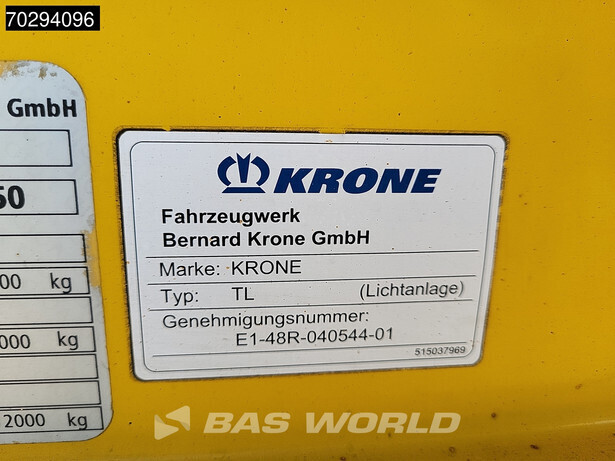 70294096
GmbH
50
00 kg
000 kg
2000 kg
KRONE
Fahrzeugwerk
Bernard Krone GmbH
Marke: KRONE
Typ: TL (Lichtanlage)
Genehmigungsnummer:
E1-48R-040544-01
515037969
BAS WORLD